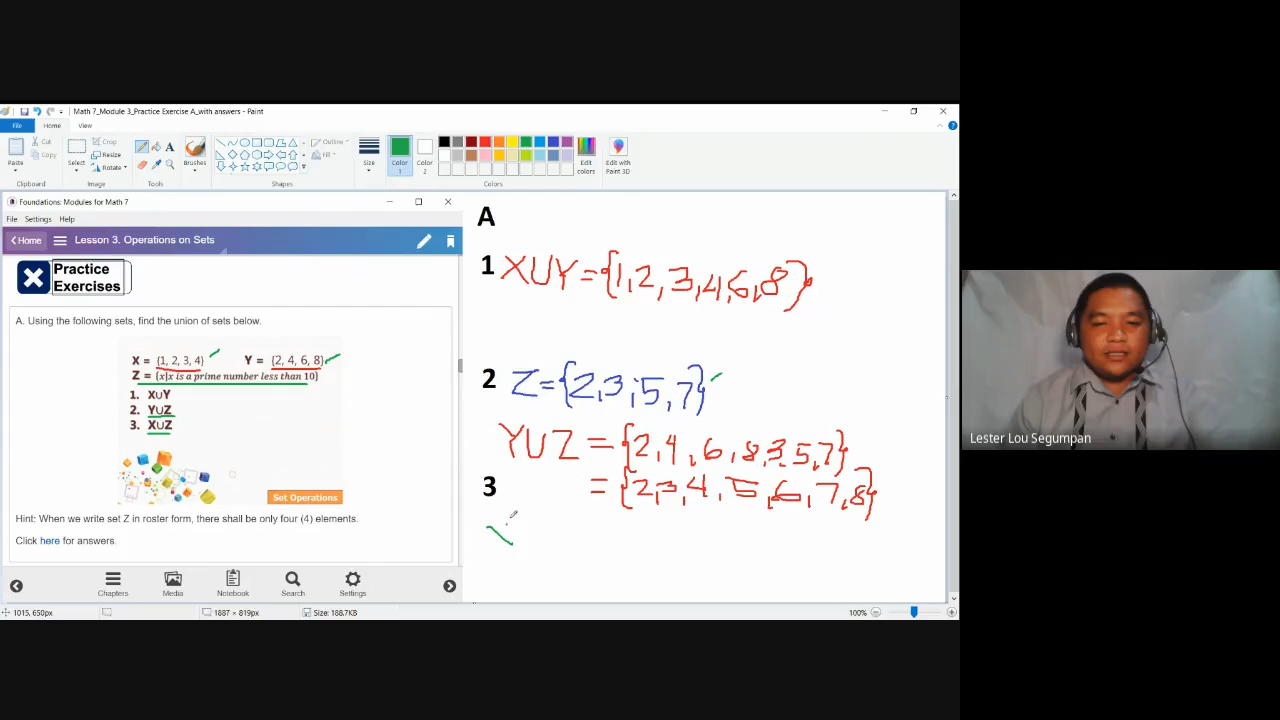 Math 7_Module 3_Practice Exercise A_with answers - Paint
File Home View
Paste Cut Copy Select Crop Resize Rotate Brushes Outline Fill Size Color 1 Color 2 Edit colors Edit with Paint 3D
Clipboard Image Tools Shapes Colors
Foundations: Modules for Math 7
File Settings Help
Home Lesson 3. Operations on Sets
Practice
Exercises
A. Using the following sets, find the union of sets below.
X = {1, 2, 3, 4} Y = {2, 4, 6, 8}
Z = {x|x is a prime number less than 10}
1. X∪Y
2. Y∪Z
3. X∪Z
Set Operations
Hint: When we write set Z in roster form, there shall be only four (4) elements.
Click here for answers.
Chapters Media Notebook Search Settings
A
1 X∪Y={1,2,3,4,6,8}
2 Z={2,3,5,7}
Y∪Z={2,4,6,8,3,5,7}
3 ={2,3,4,5,6,7,8}
1015, 650px 1887 × 819px Size: 188.7KB 100%
Lester Lou Segumpan